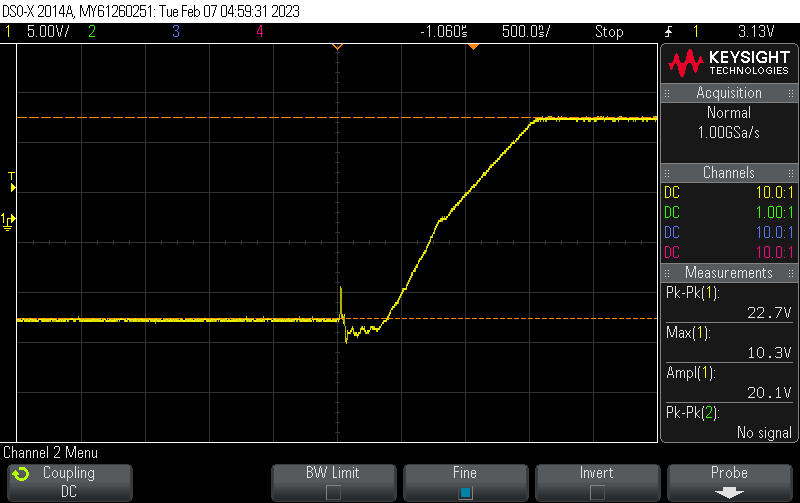 DSO-X 2014A, MY61260251: Tue Feb 07 04:59:31 2023
1 5.00V/ 2 3 4 -1.060us 500.0s/ Stop 1 3.13V
KEYSIGHT
TECHNOLOGIES
Acquisition
Normal
1.00GSa/s
T
1
Channels
DC 10.0:1
DC 1.00:1
DC 10.0:1
DC 10.0:1
Measurements
Pk-Pk(1):
22.7V
Max(1):
10.3V
Ampl(1):
20.1V
Pk-Pk(2):
No signal
Channel 2 Menu
Coupling
DC
BW Limit
Fine
Invert
Probe